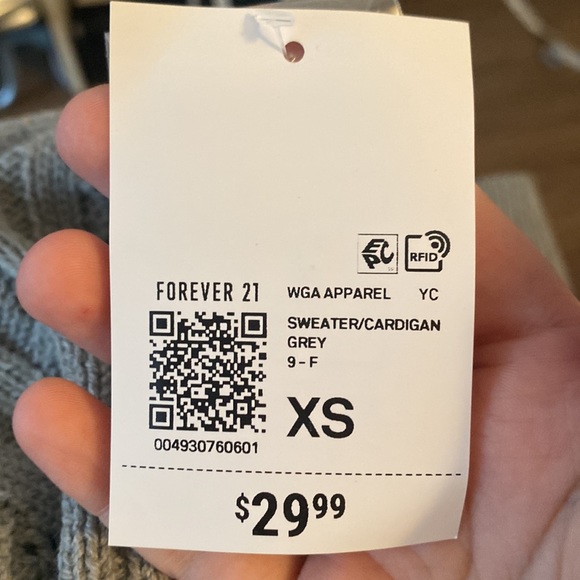 EPC RFID
FOREVER 21
WGA APPAREL YC
SWEATER/CARDIGAN
GREY
9-F
XS
004930760601
$29.99